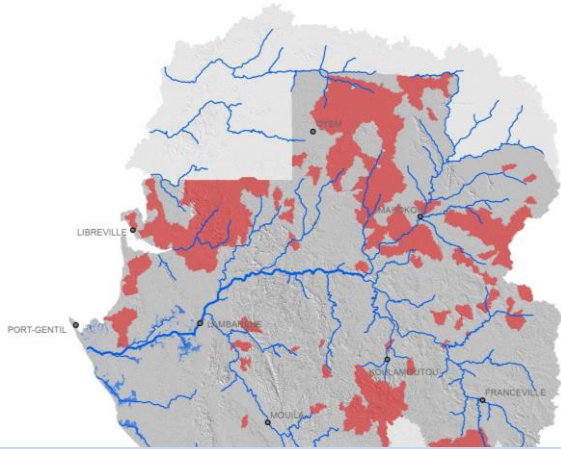 OYEM
MAKOKOU
LIBREVILLE
PORT-GENTIL
LAMBARENE
KOULAMOUTOU
FRANCEVILLE
MOUILA